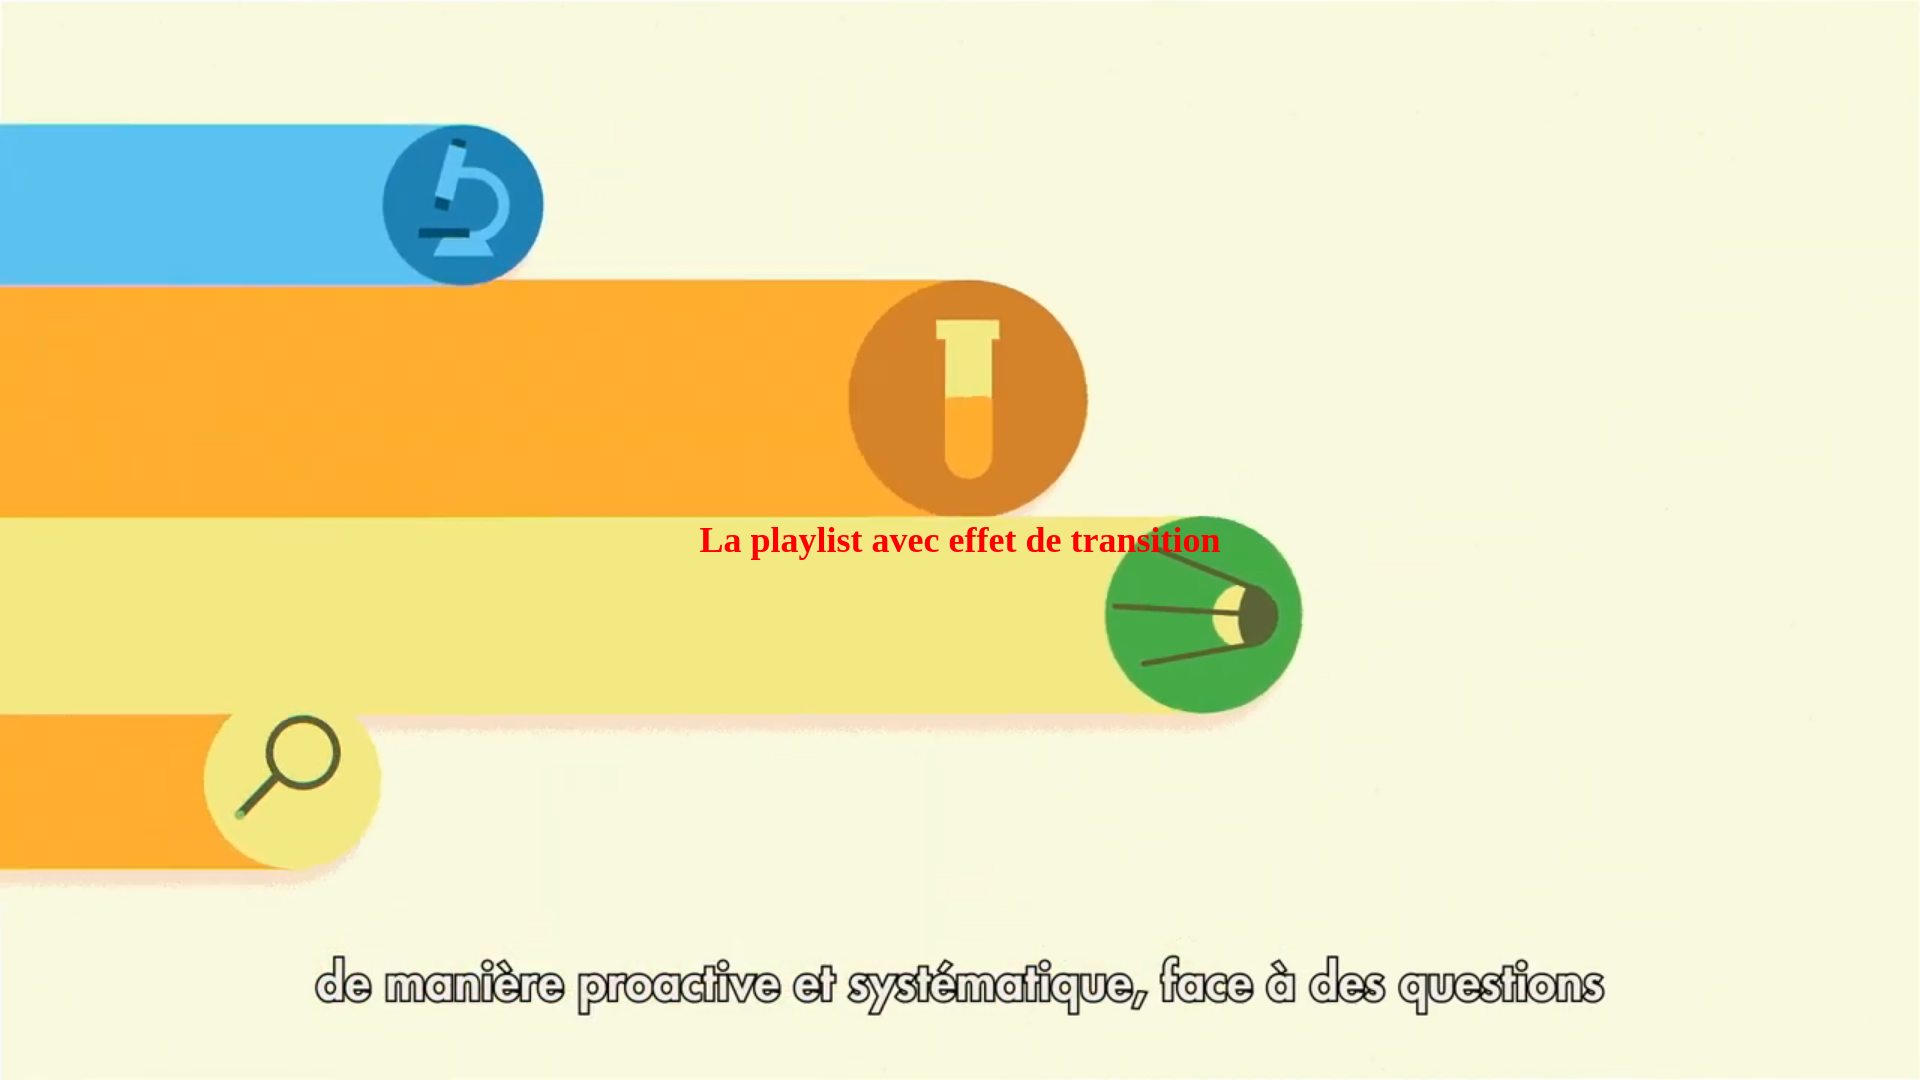 La playlist avec effet de transition
de manière proactive et systématique, face à des questions